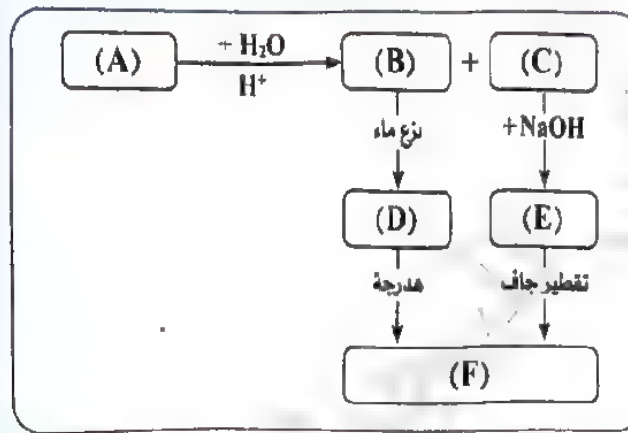 (A) + H₂O H⁺ (B) + (C)
نزع ماء +NaOH
(D) (E)
هدرجة تقطير جاف
(F)